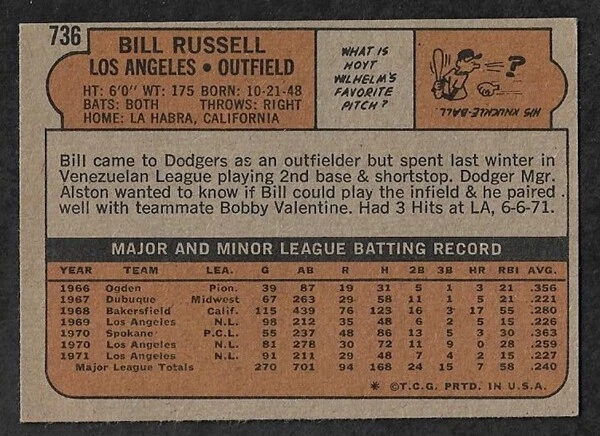 736
BILL RUSSELL
LOS ANGELES • OUTFIELD
HT: 6'0" WT: 175 BORN: 10-21-48
BATS: BOTH THROWS: RIGHT
HOME: LA HABRA, CALIFORNIA
WHAT IS
HOYT
WILHELM'S
FAVORITE
PITCH?
?
HIS KNUCKLE-BALL
Bill came to Dodgers as an outfielder but spent last winter in
Venezuelan League playing 2nd base & shortstop. Dodger Mgr.
Alston wanted to know if Bill could play the infield & he paired
well with teammate Bobby Valentine. Had 3 Hits at LA, 6-6-71.
MAJOR AND MINOR LEAGUE BATTING RECORD
YEAR TEAM LEA. G AB R H 2B 3B HR RBI AVG.
1966 Ogden Pion. 39 87 19 31 5 1 3 21 .356
1967 Dubuque Midwest 67 263 29 58 11 1 5 21 .221
1968 Bakersfield Calif. 115 439 76 123 16 3 17 55 .280
1969 Los Angeles N.L. 98 212 35 48 6 2 5 15 .226
1970 Spokane P.C.L. 55 237 48 86 13 5 3 30 .363
1970 Los Angeles N.L. 81 278 30 72 11 9 0 28 .259
1971 Los Angeles N.L. 91 211 29 48 7 4 2 15 .227
Major League Totals 270 701 94 168 24 15 7 58 .240
* ©T.C.G. PRTD. IN U.S.A.